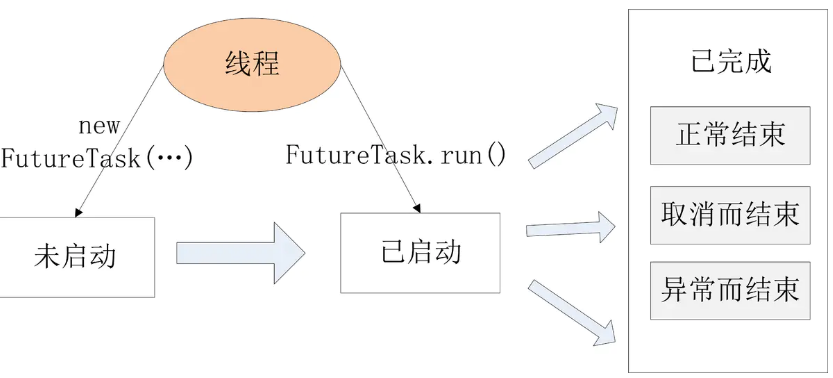 线程
new
FutureTask(…)
FutureTask.run()
未启动
已启动
已完成
正常结束
取消而结束
异常而结束